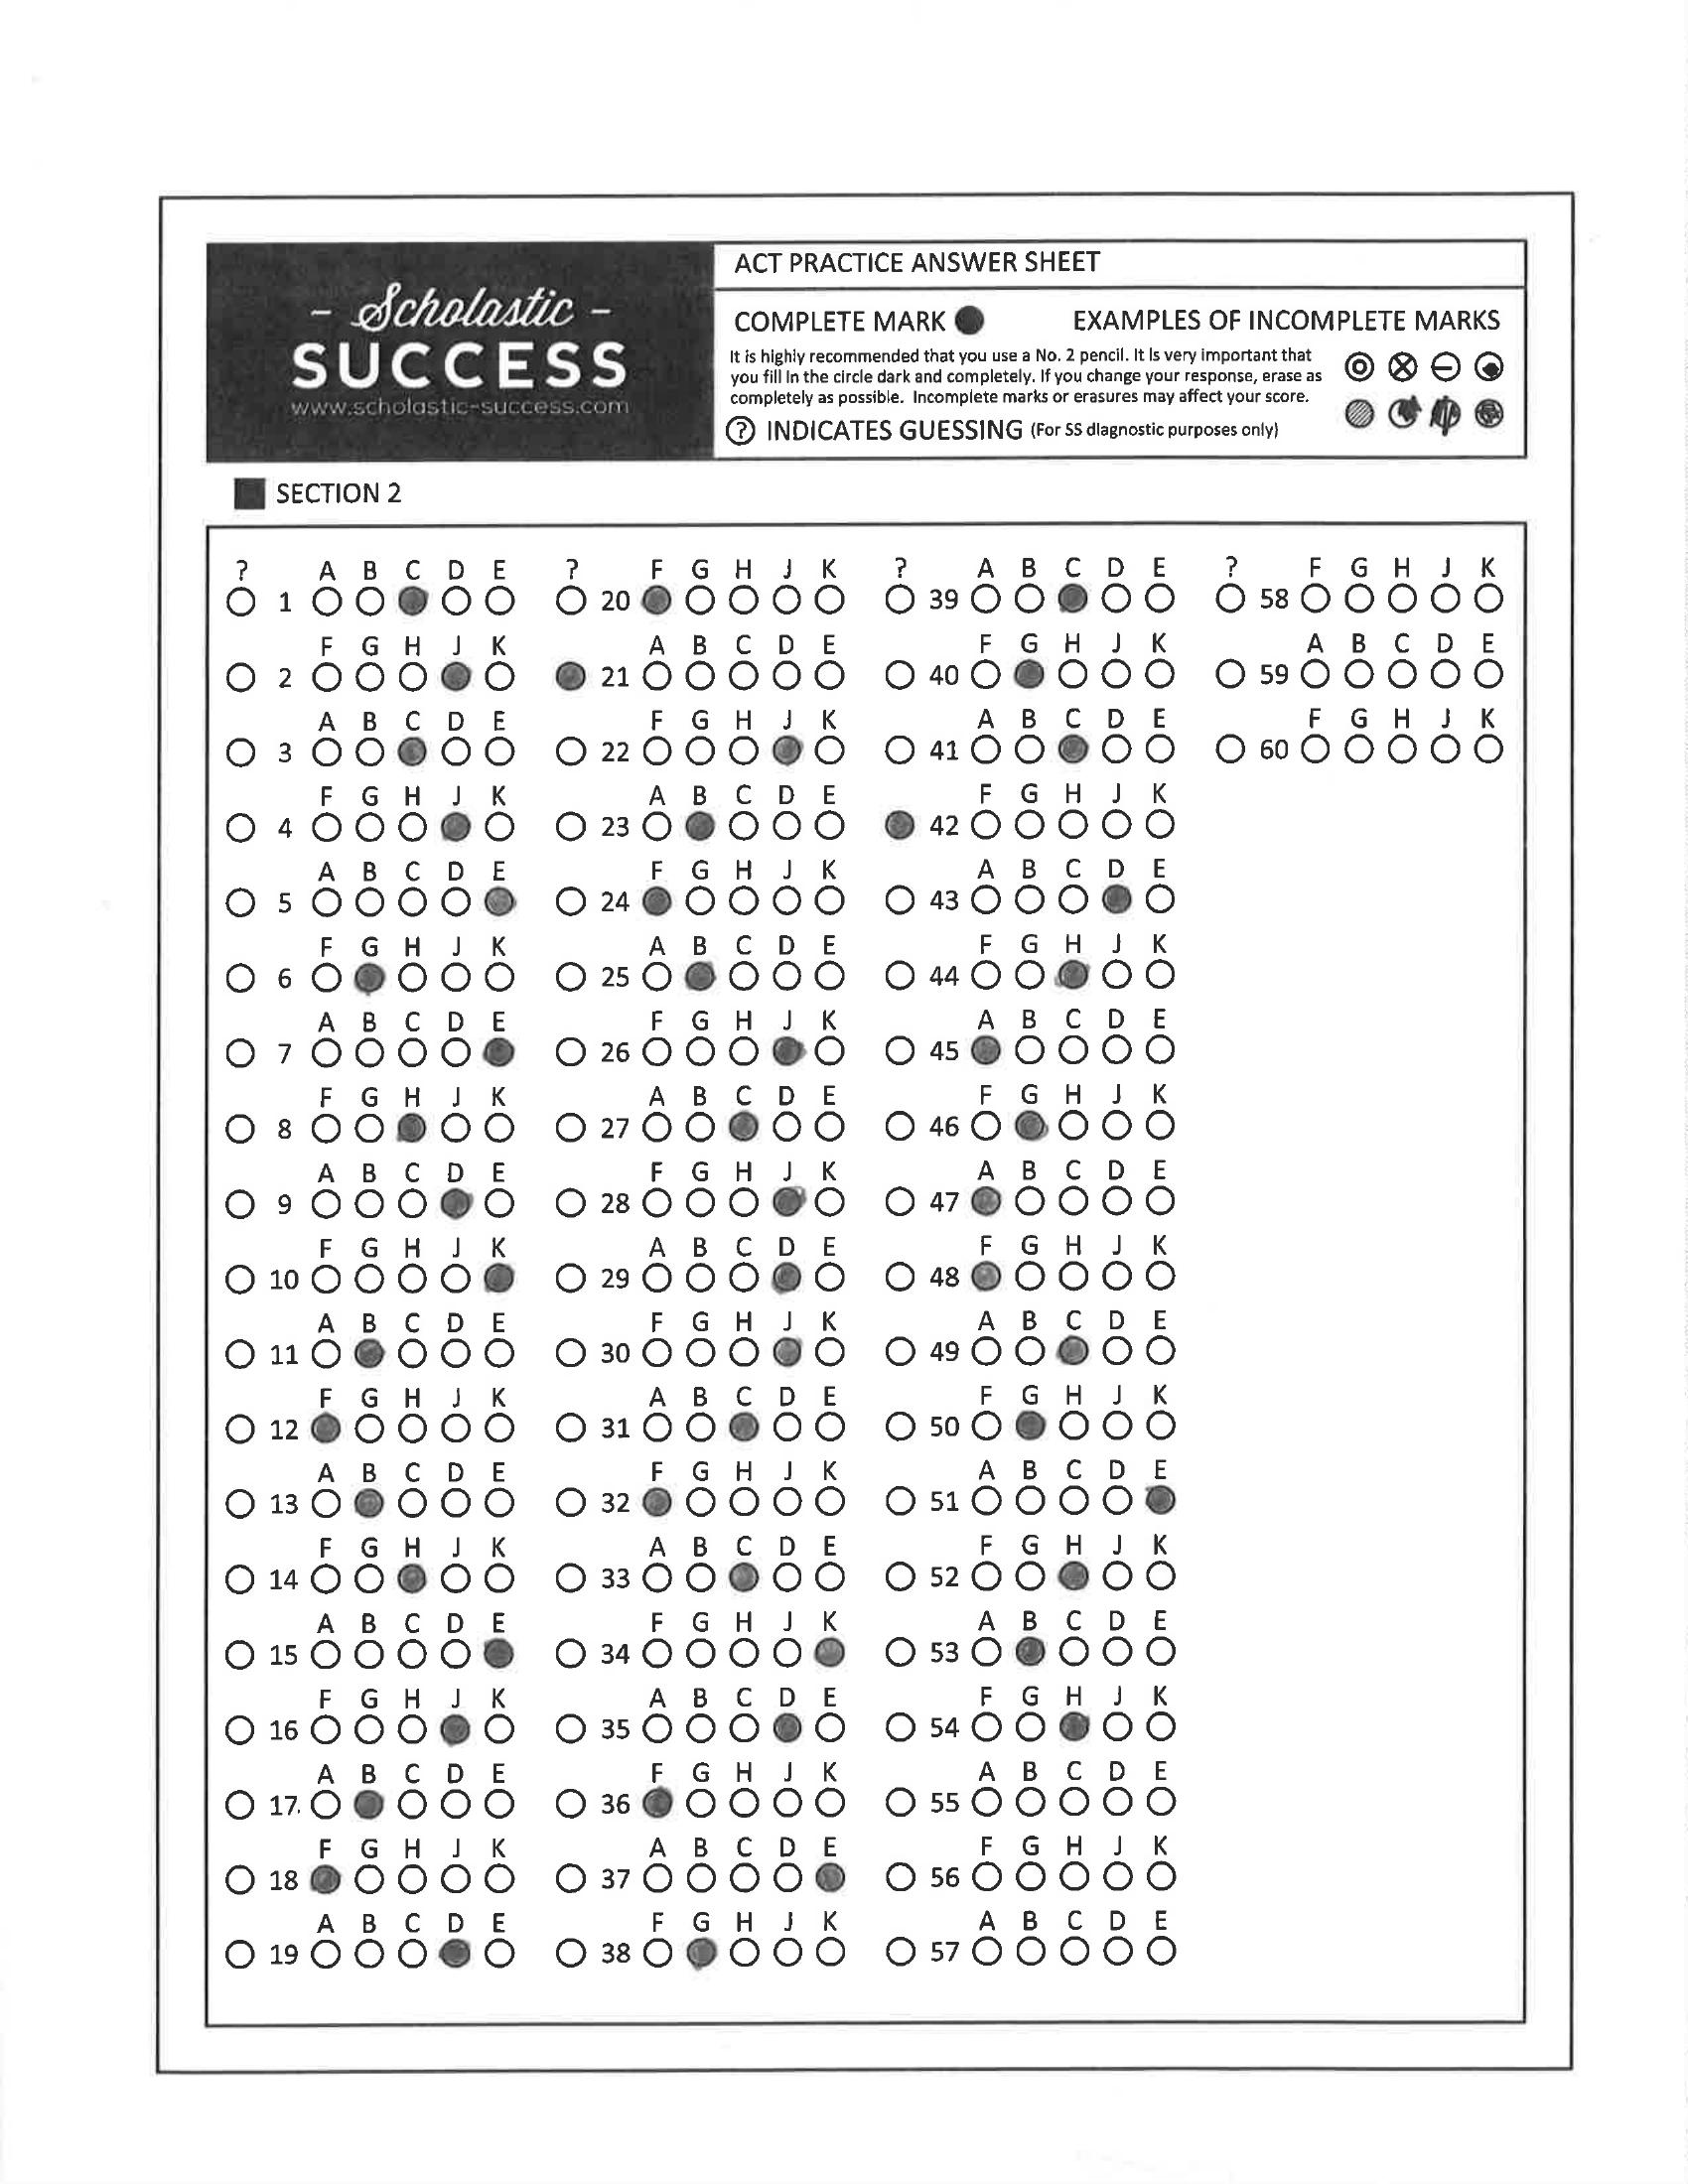 - Scholastic -
SUCCESS
www.scholastic-success.com
ACT PRACTICE ANSWER SHEET
COMPLETE MARK EXAMPLES OF INCOMPLETE MARKS
It is highly recommended that you use a No. 2 pencil. It is very important that
you fill in the circle dark and completely. If you change your response, erase as
completely as possible. Incomplete marks or erasures may affect your score.
? INDICATES GUESSING (For SS diagnostic purposes only)
SECTION 2
? A B C D E ? F G H J K ? A B C D E ? F G H J K
1 20 39 58
F G H J K A B C D E F G H J K A B C D E
2 21 40 59
A B C D E F G H J K A B C D E F G H J K
3 22 41 60
F G H J K A B C D E F G H J K
4 23 42
A B C D E F G H J K A B C D E
5 24 43
F G H J K A B C D E F G H J K
6 25 44
A B C D E F G H J K A B C D E
7 26 45
F G H J K A B C D E F G H J K
8 27 46
A B C D E F G H J K A B C D E
9 28 47
F G H J K A B C D E F G H J K
10 29 48
A B C D E F G H J K A B C D E
11 30 49
F G H J K A B C D E F G H J K
12 31 50
A B C D E F G H J K A B C D E
13 32 51
F G H J K A B C D E F G H J K
14 33 52
A B C D E F G H J K A B C D E
15 34 53
F G H J K A B C D E F G H J K
16 35 54
A B C D E F G H J K A B C D E
17 36 55
F G H J K A B C D E F G H J K
18 37 56
A B C D E F G H J K A B C D E
19 38 57